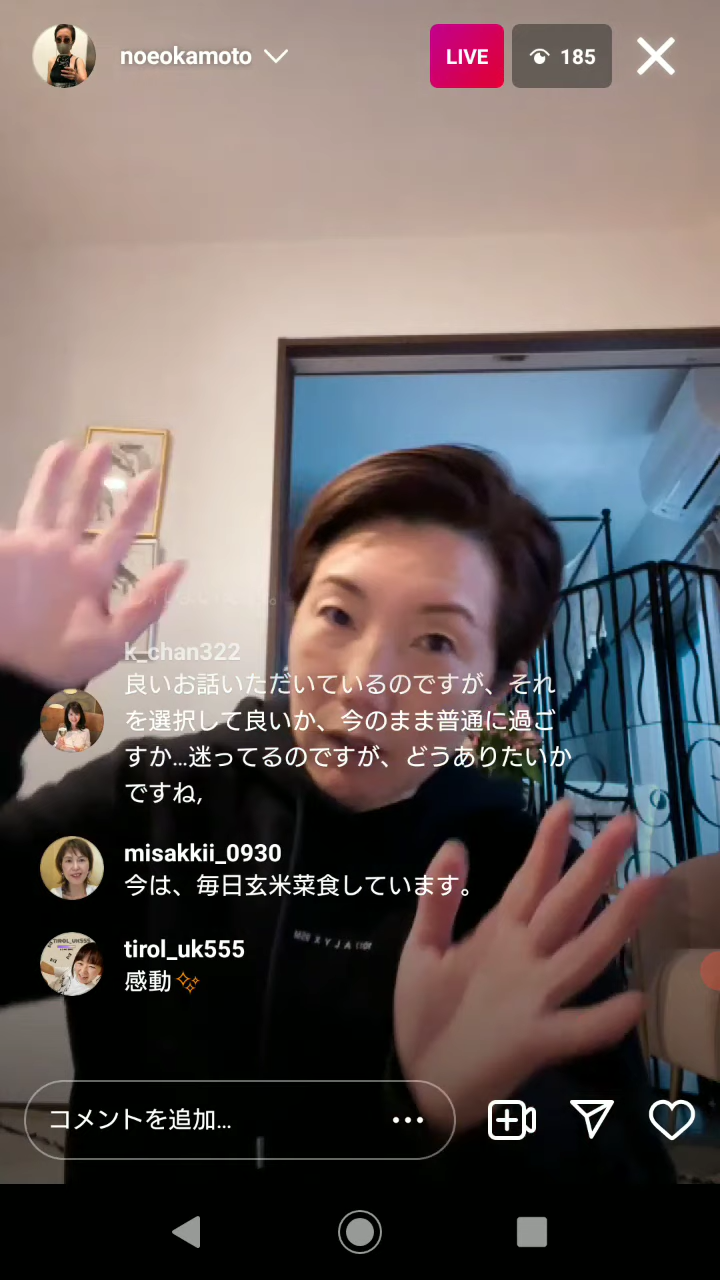 noeokamoto
LIVE
185
k_chan322
良いお話いただいているのですが、それ
を選択して良いか、今のまま普通に過ご
すか...迷ってるのですが、どうありたいか
ですね,
misakkii_0930
今は、毎日玄米菜食しています。
tirol_uk555
感動✨
コメントを追加...